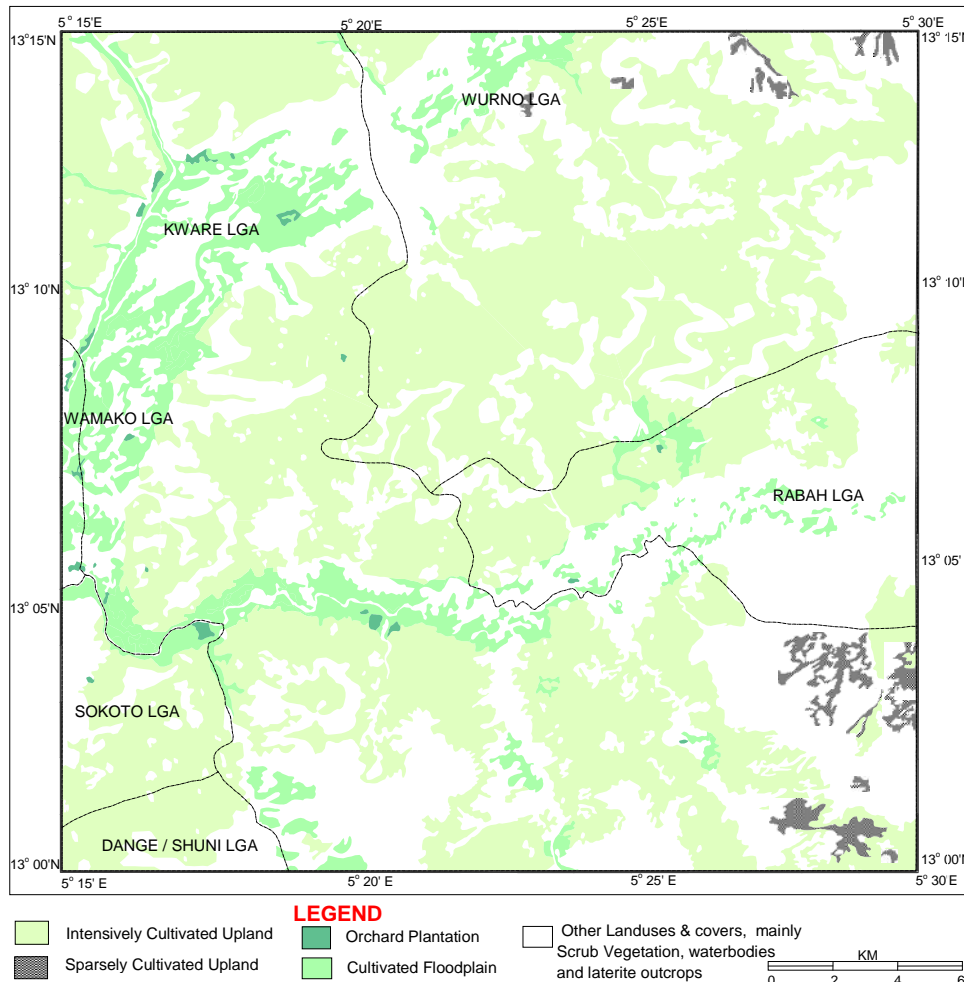 5° 15' 5° 20' 5° 25' 5° 30'
13° 15' 13° 15'
WURNO LGA
KWARE LGA
13° 10'N 13° 10'N
WAMAKO LGA
RABAH LGA
13° 05'
13° 05'N
SOKOTO LGA
DANGE / SHUNI LGA
13° 00'N 13° 00'N
5° 15' E 5° 20' 5° 25' 5° 30'
LEGEND
Intensively Cultivated Upland
Sparsely Cultivated Upland
Orchard Plantation
Cultivated Floodplain
Other Landuses & covers, mainly
Scrub Vegetation, waterbodies
and laterite outcrops
KM
0 2 4 6